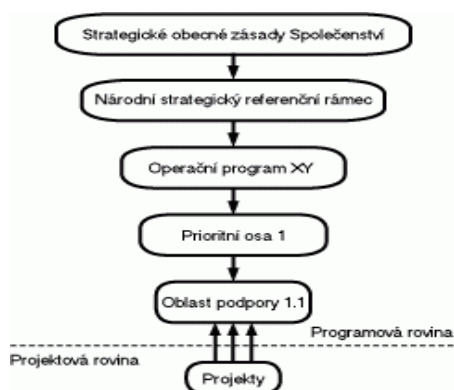 Strategické obecné zásady Společenství
Národní strategický referenční rámec
Operační program XY
Prioritní osa 1
Oblast podpory 1.1
Programová rovina
Projektová rovina
Projekty